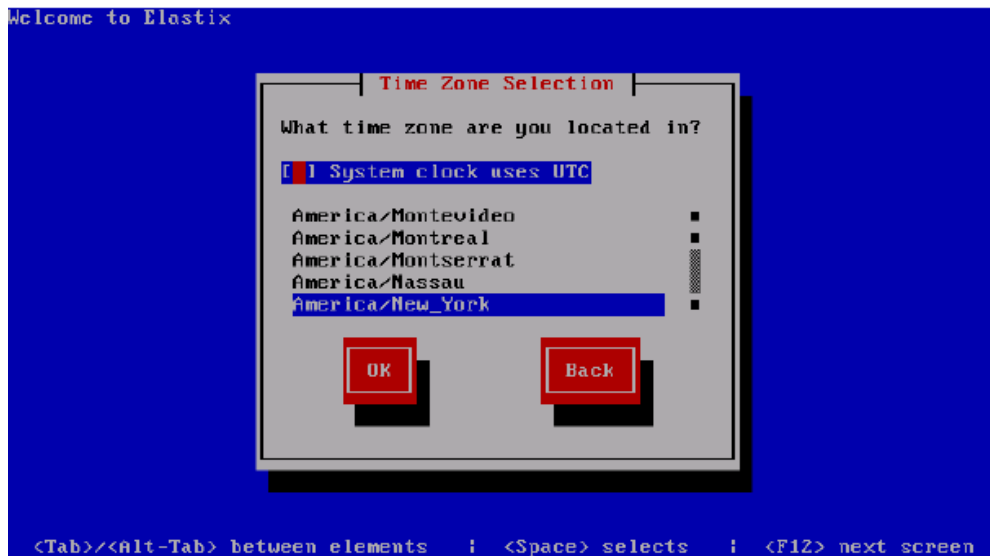 Welcome to Elastix
Time Zone Selection
What time zone are you located in?
[ ] System clock uses UTC
America/Montevideo
America/Montreal
America/Montserrat
America/Nassau
America/New_York
OK
Back
<Tab>/<Alt-Tab> between elements | <Space> selects | <F12> next screen